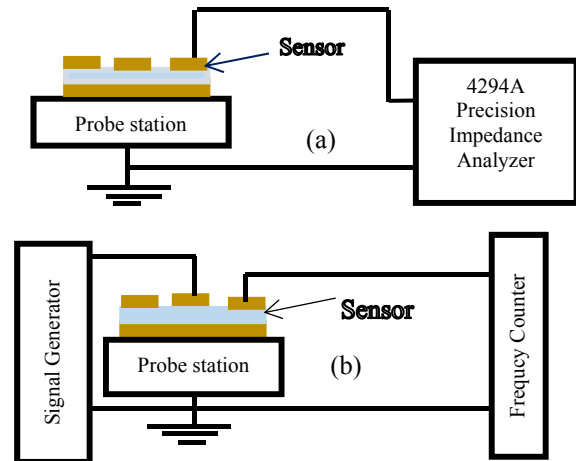 Sensor
4294A
Precision
Impedance
Analyzer
Probe station
(a)
Signal Generator
Sensor
Probe station
(b)
Frequcy Counter